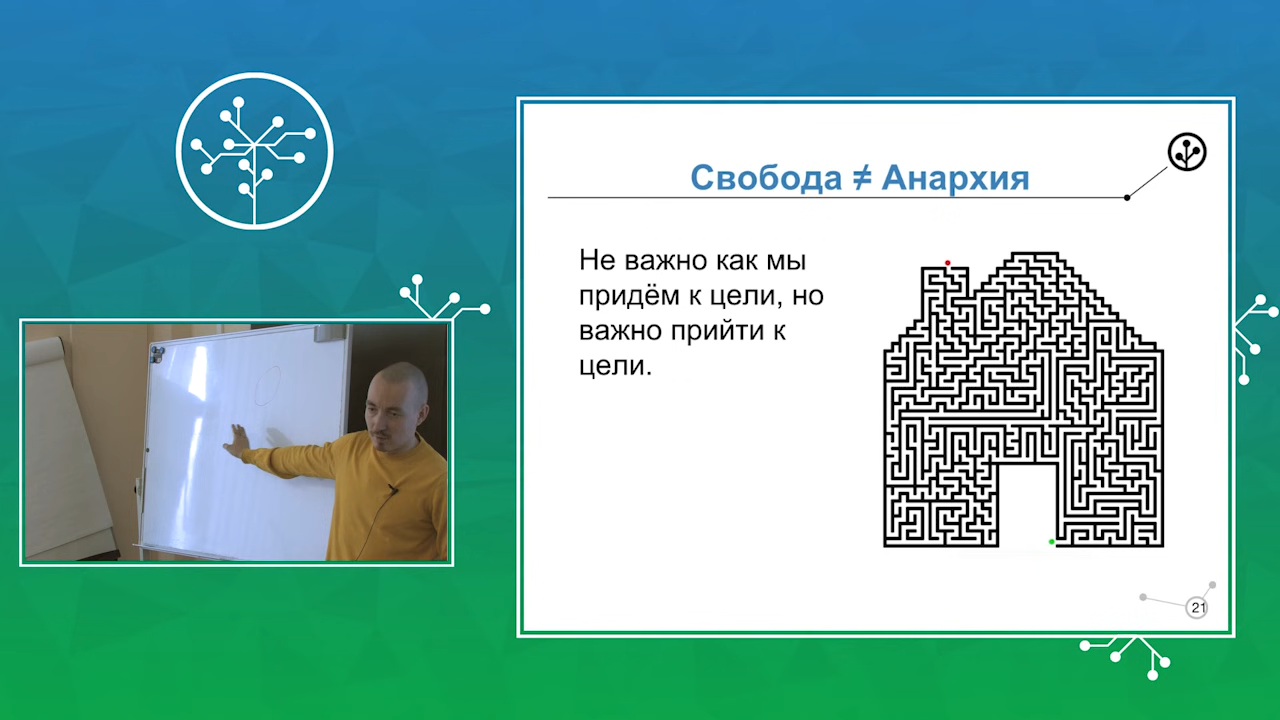 Свобода ≠ Анархия
Не важно как мы
придём к цели, но
важно прийти к
цели.
21